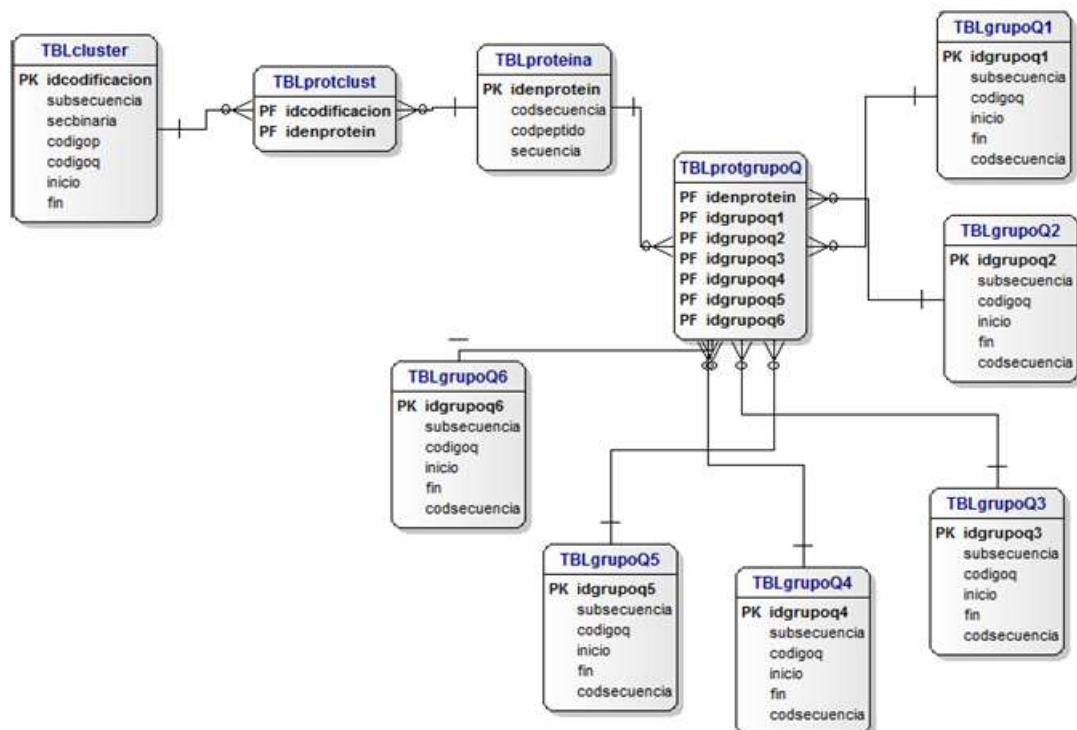 TBLcluster
PK idcodificacion
subsecuencia
secbinaria
codigop
codigoq
inicio
fin
TBLprotclust
PF idcodificacion
PF idenprotein
TBLproteina
PK idenprotein
codsecuencia
codpeptido
secuencia
TBLprotgrupoQ
PF idenprotein
PF idgrupoq1
PF idgrupoq2
PF idgrupoq3
PF idgrupoq4
PF idgrupoq5
PF idgrupoq6
TBLgrupoQ1
PK idgrupoq1
subsecuencia
codigoq
inicio
fin
codsecuencia
TBLgrupoQ2
PK idgrupoq2
subsecuencia
codigoq
inicio
fin
codsecuencia
TBLgrupoQ6
PK idgrupoq6
subsecuencia
codigoq
inicio
fin
codsecuencia
TBLgrupoQ5
PK idgrupoq5
subsecuencia
codigoq
inicio
fin
codsecuencia
TBLgrupoQ4
PK idgrupoq4
subsecuencia
codigoq
inicio
fin
codsecuencia
TBLgrupoQ3
PK idgrupoq3
subsecuencia
codigoq
inicio
fin
codsecuencia